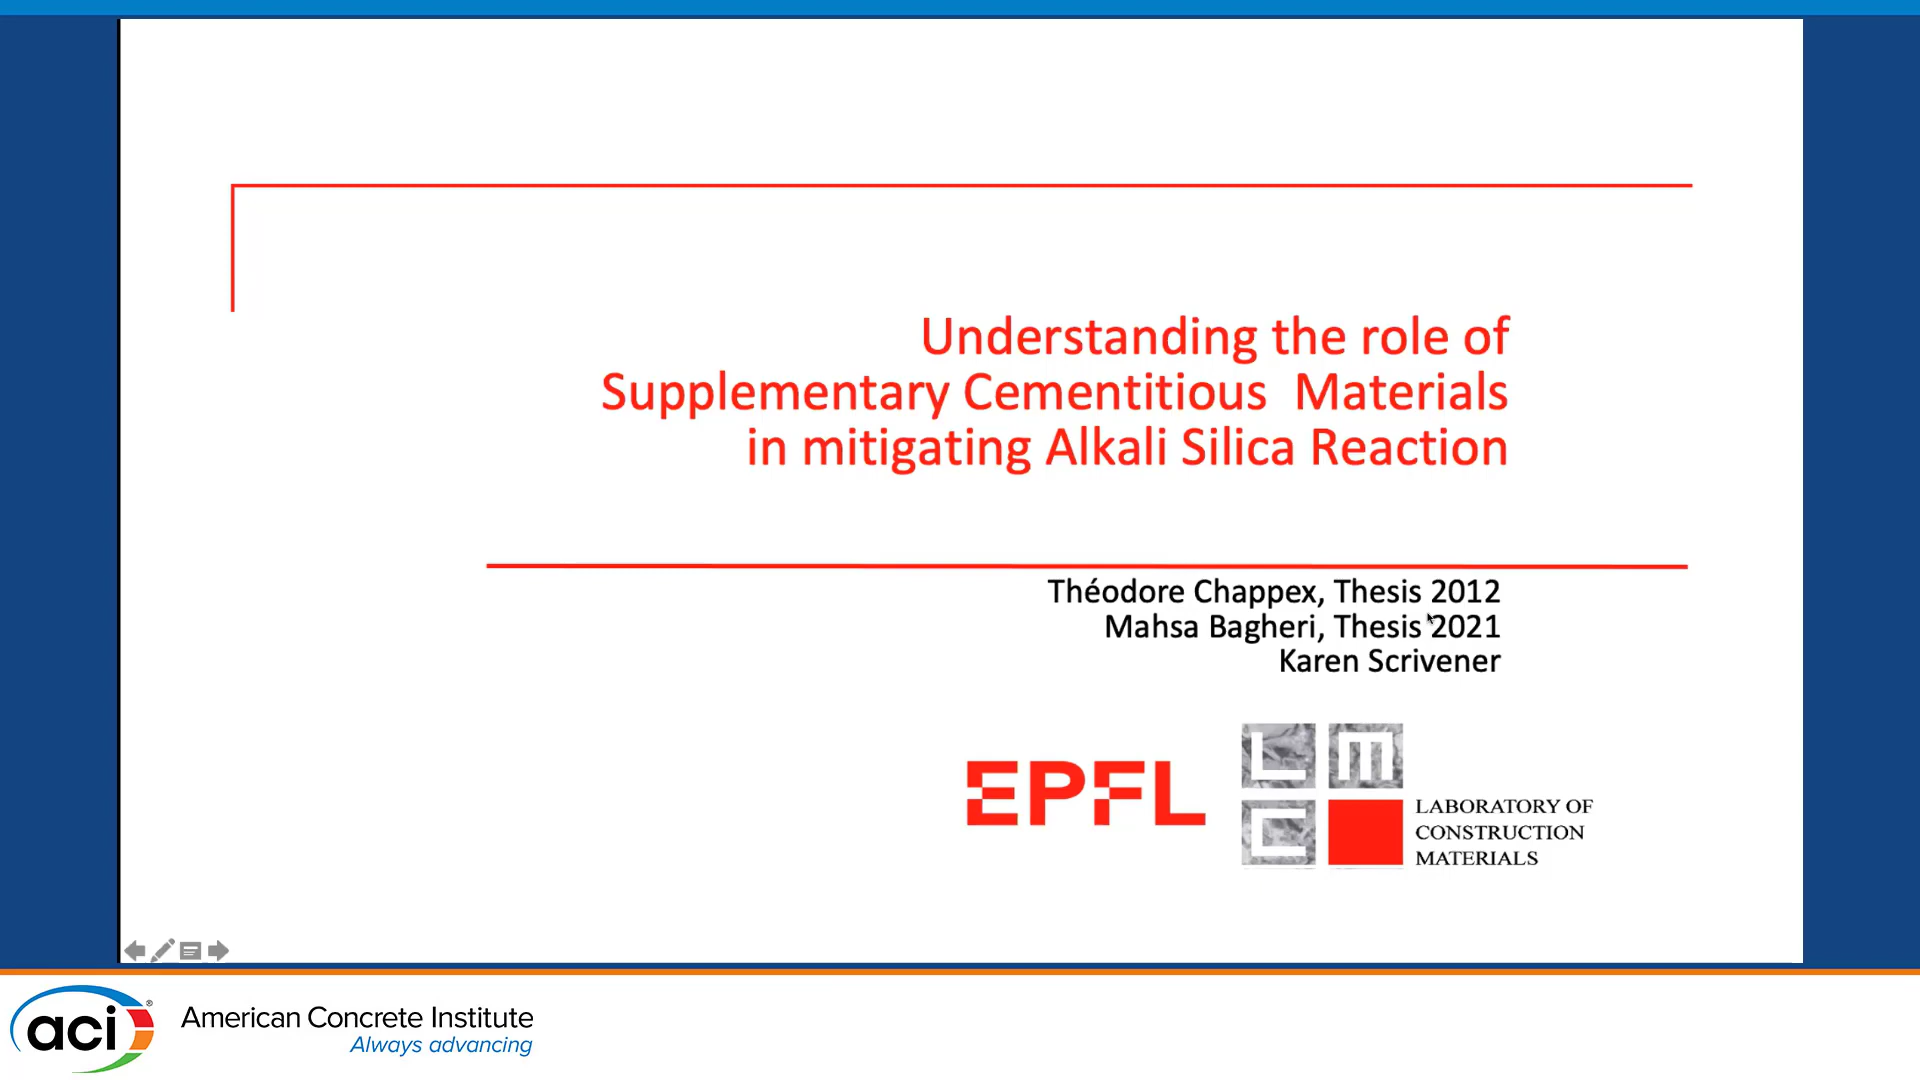 Understanding the role of
Supplementary Cementitious Materials
in mitigating Alkali Silica Reaction
Théodore Chappex, Thesis 2012
Mahsa Bagheri, Thesis 2021
Karen Scrivener
EPFL
L M
C
LABORATORY OF
CONSTRUCTION
MATERIALS
aci®
American Concrete Institute
Always advancing